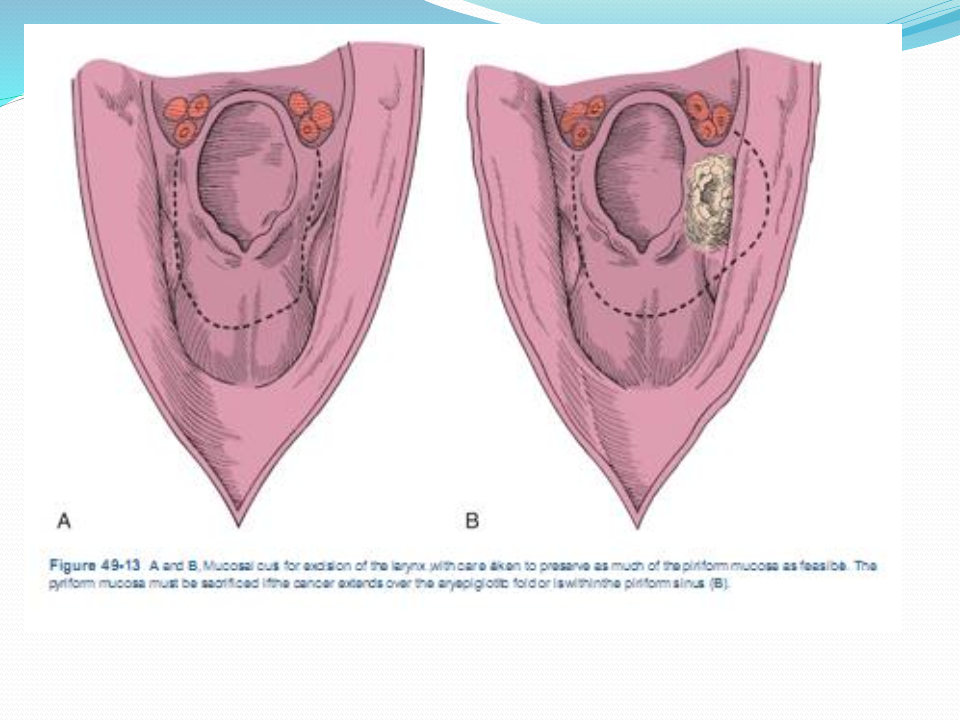 A
B
Figure 49-13 A and B, Mucosal cuts for excision of the larynx, with care taken to preserve as much of the piriform mucosa as feasible. The
pyriform mucosa must be sacrificed if the cancer extends over the aryepiglottic fold or is within the piriform sinus (B).